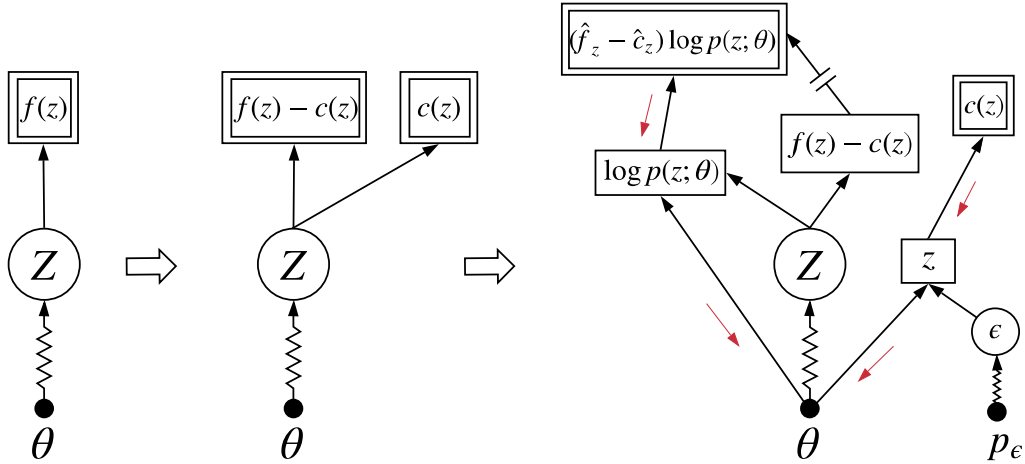 f(z)
Z
θ
f(z) − c(z)
c(z)
Z
θ
(f̂_z − ĉ_z) log p(z; θ)
log p(z; θ)
f(z) − c(z)
c(z)
Z
z
ϵ
θ
p_ϵ